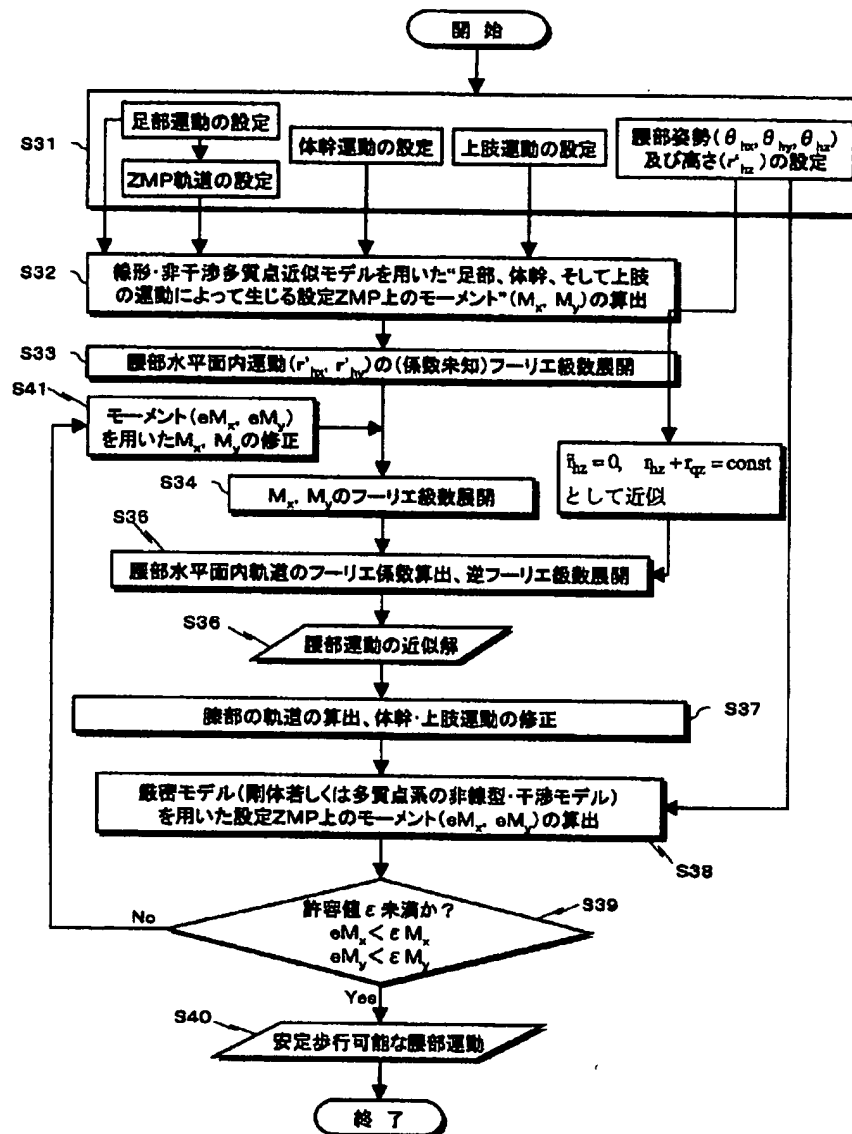 開 始
S31
足部運動の設定
ZMP軌道の設定
体幹運動の設定
上肢運動の設定
腰部姿勢(θhx, θhy, θhz)
及び高さ(r'hz)の設定
S32
線形・非干渉多質点近似モデルを用いた“足部、体幹、そして上肢
の運動によって生じる設定ZMP上のモーメント”(Mx, My)の算出
S33
腰部水平面内運動(r'hx, r'hy)の(係数未知)フーリエ級数展開
S41
モーメント(eMx, eMy)
を用いたMx, Myの修正
r̈hz = 0, rhz + rqz = const
として近似
S34
Mx, Myのフーリエ級数展開
S35
腰部水平面内軌道のフーリエ係数算出、逆フーリエ級数展開
S36
腰部運動の近似解
腰部の軌道の算出、体幹・上肢運動の修正
S37
厳密モデル(剛体若しくは多質点系の非線型・干渉モデル)
を用いた設定ZMP上のモーメント(eMx, eMy)の算出
S38
No
許容値ε未満か?
eMx < εMx
eMy < εMy
S39
Yes
S40
安定歩行可能な腰部運動
終 了